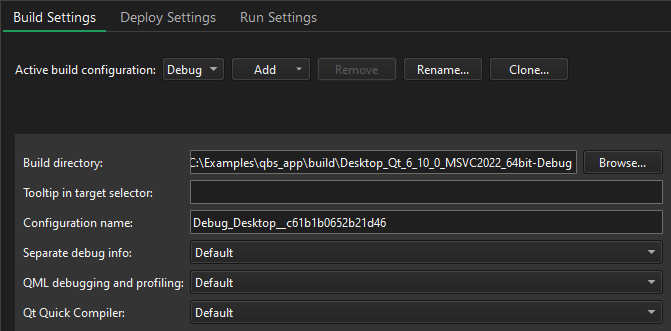 Build Settings Deploy Settings Run Settings
Active build configuration: Debug Add Remove Rename... Clone...
Build directory: C:\Examples\qbs_app\build\Desktop_Qt_6_10_0_MSVC2022_64bit-Debug Browse...
Tooltip in target selector:
Configuration name: Debug_Desktop__c61b1b0652b21d46
Separate debug info: Default
QML debugging and profiling: Default
Qt Quick Compiler: Default